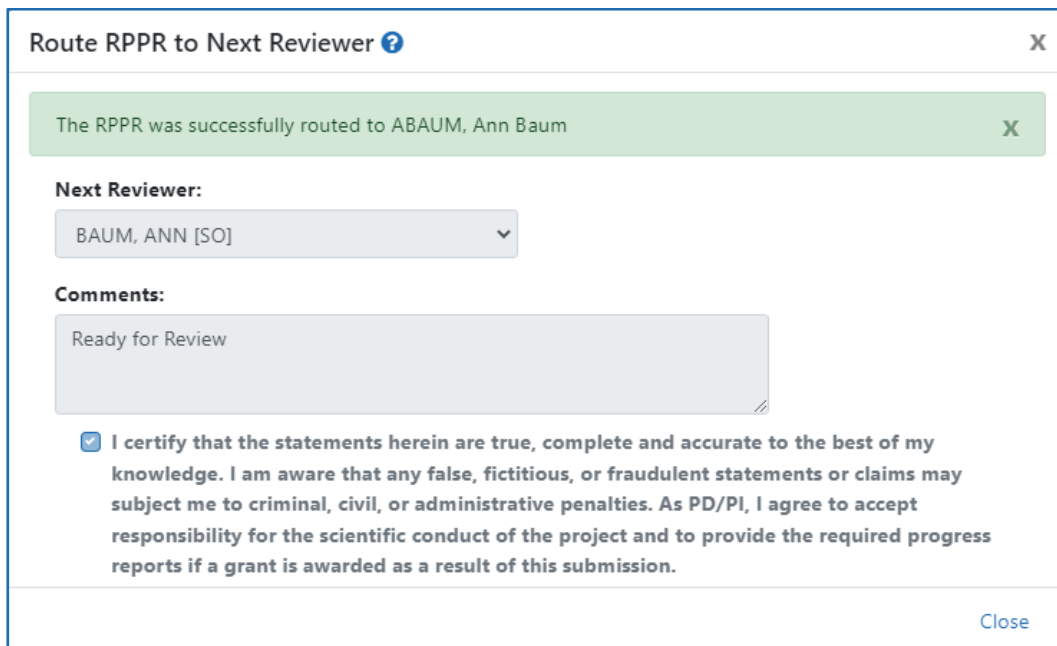 Route RPPR to Next Reviewer ?
X
The RPPR was successfully routed to ABAUM, Ann Baum
X
Next Reviewer:
BAUM, ANN [SO]
Comments:
Ready for Review
I certify that the statements herein are true, complete and accurate to the best of my
knowledge. I am aware that any false, fictitious, or fraudulent statements or claims may
subject me to criminal, civil, or administrative penalties. As PD/PI, I agree to accept
responsibility for the scientific conduct of the project and to provide the required progress
reports if a grant is awarded as a result of this submission.
Close